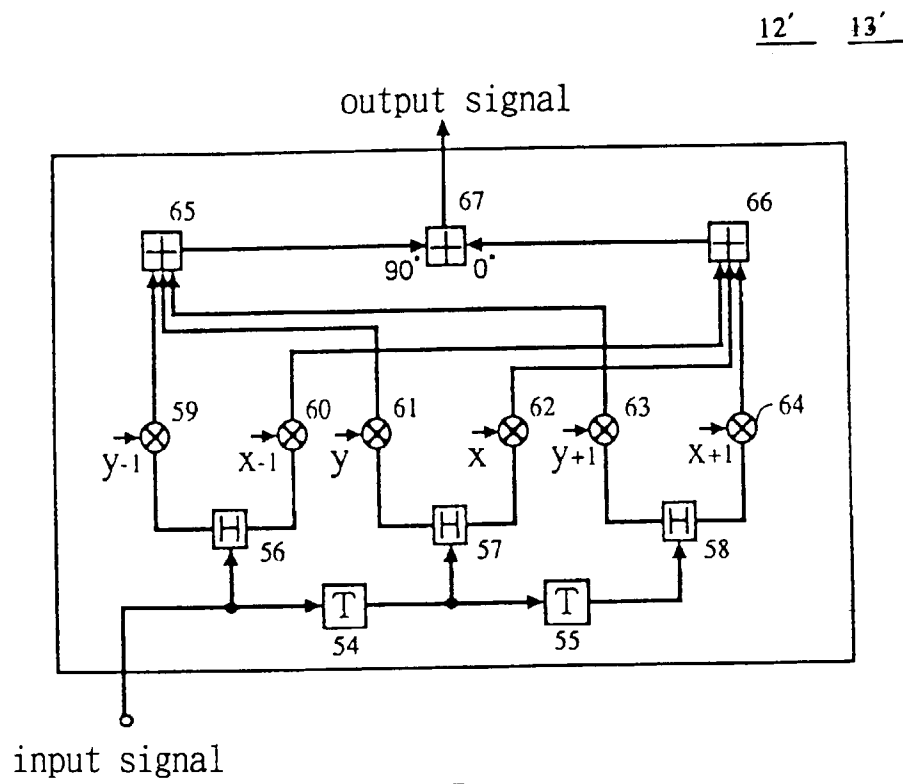 12′ 13′
output signal
65 67 66
90° 0°
59 60 61 62 63 64
y-1 x-1 y x y+1 x+1
H H H
56 57 58
T T
54 55
input signal